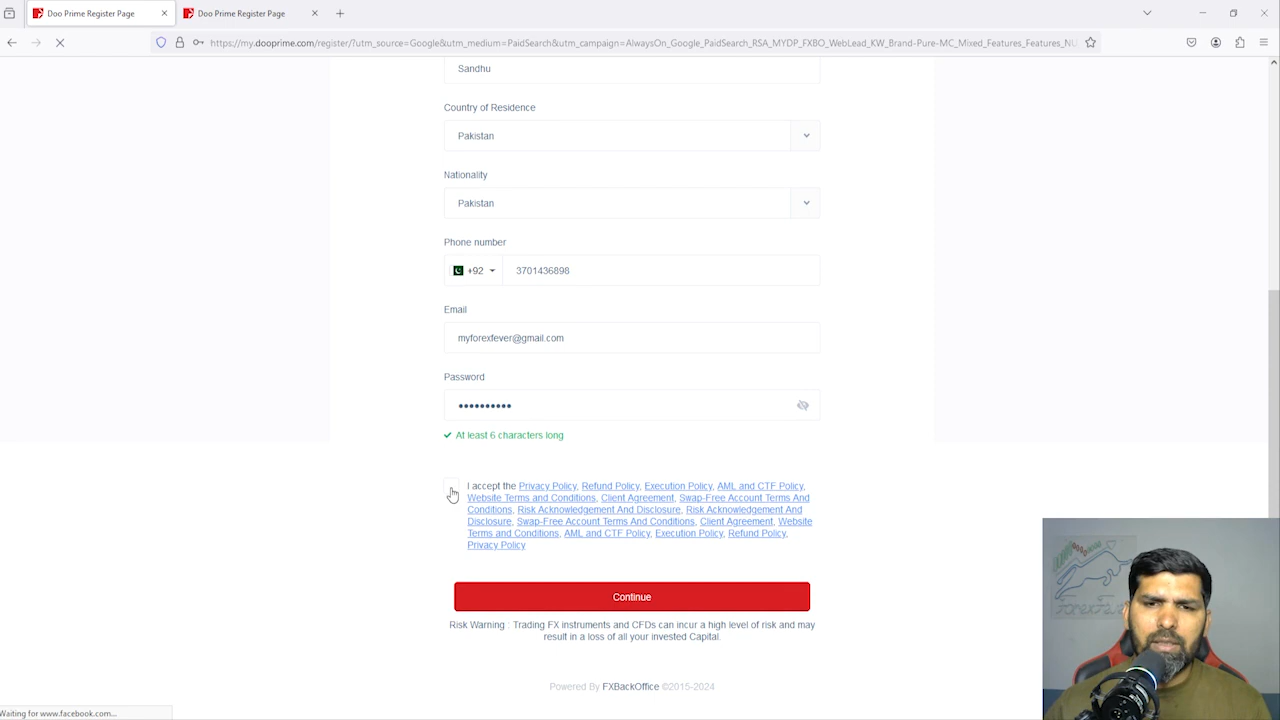 Doo Prime Register Page
Doo Prime Register Page
https://my.dooprime.com/register/?utm_source=Google&utm_medium=PaidSearch&utm_campaign=AlwaysOn_Google_PaidSearch_RSA_MYDP_FXBO_WebLead_KW_Brand-Pure-MC_Mixed_Features_Features_NU
Sandhu
Country of Residence
Pakistan
Nationality
Pakistan
Phone number
+92 3701436898
Email
myforexfever@gmail.com
Password
At least 6 characters long
I accept the Privacy Policy, Refund Policy, Execution Policy, AML and CTF Policy,
Website Terms and Conditions, Client Agreement, Swap-Free Account Terms And
Conditions, Risk Acknowledgement And Disclosure, Risk Acknowledgement And
Disclosure, Swap-Free Account Terms And Conditions, Client Agreement, Website
Terms and Conditions, AML and CTF Policy, Execution Policy, Refund Policy,
Privacy Policy
Continue
Risk Warning : Trading FX instruments and CFDs can incur a high level of risk and may
result in a loss of all your invested Capital.
Powered By FXBackOffice ©2015-2024
Waiting for www.facebook.com...